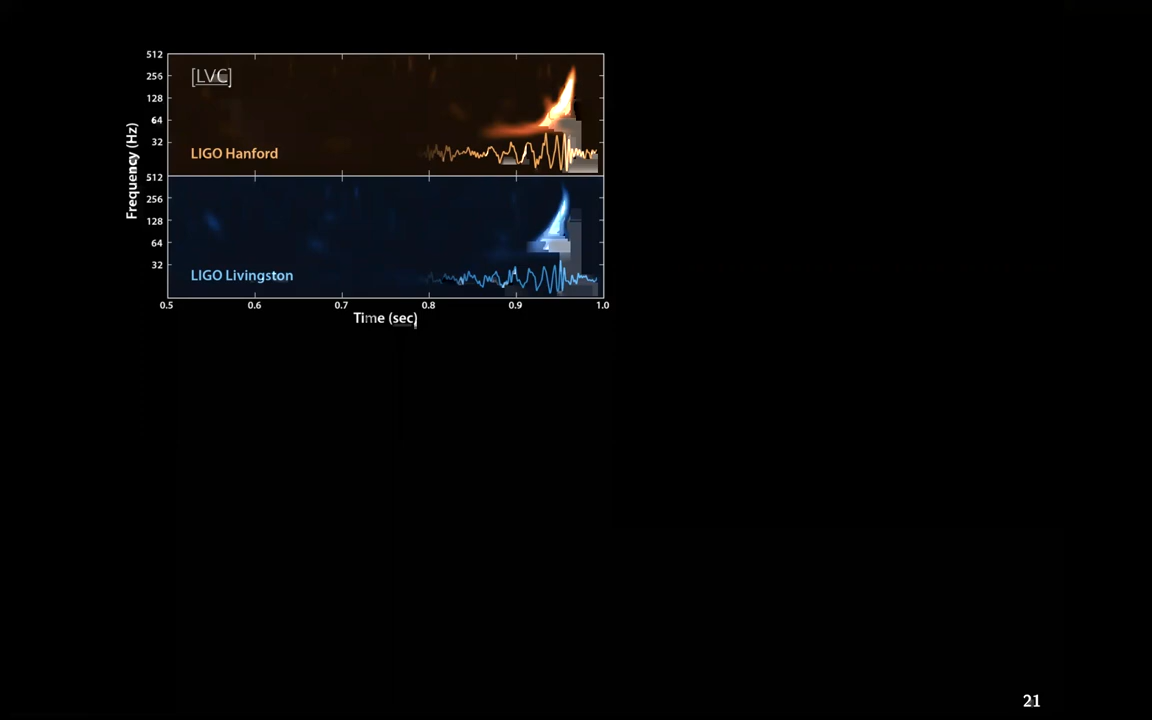 512
[LVC]
256
128
64
32
LIGO Hanford
Frequency (Hz)
512
256
128
64
32
LIGO Livingston
0.5 0.6 0.7 0.8 0.9 1.0
Time (sec)
21